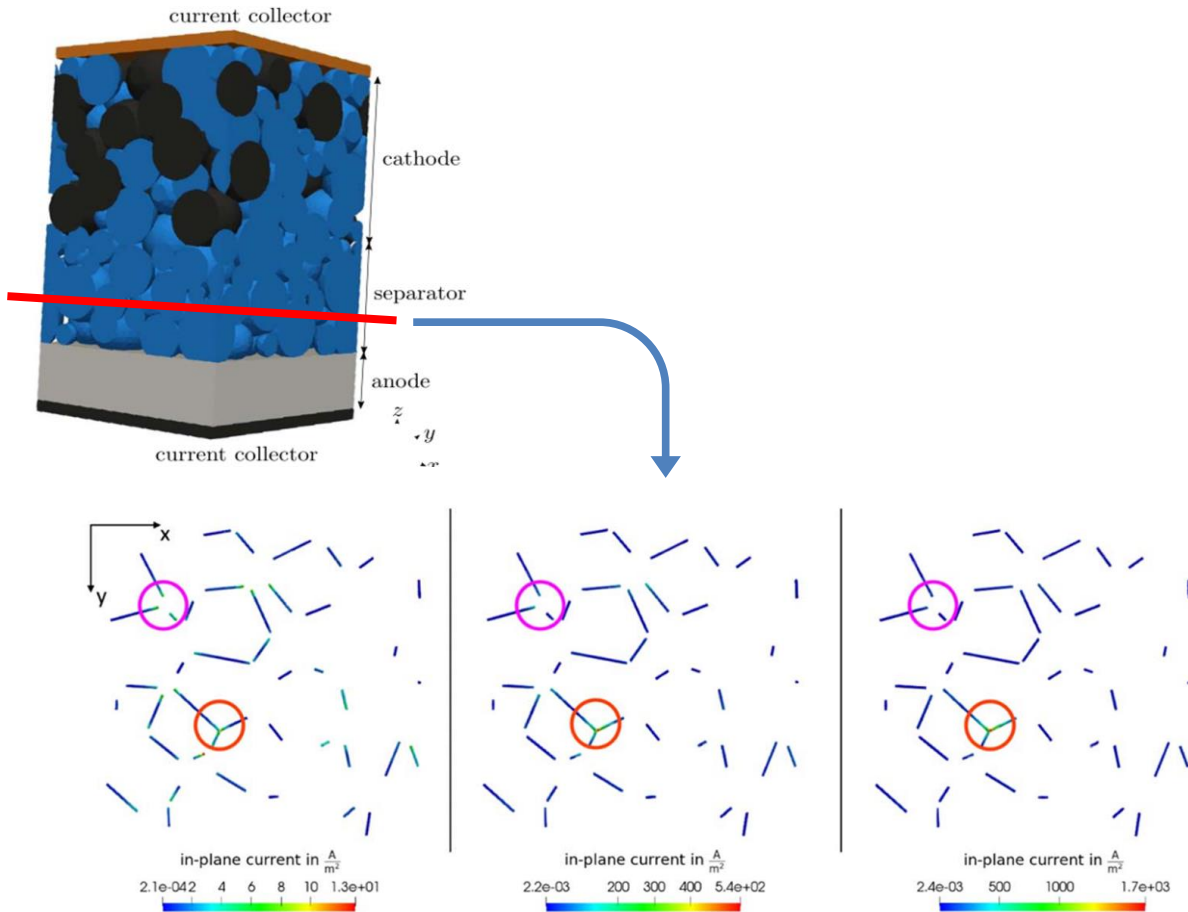 current collector
cathode
separator
anode
z
y
x
current collector
x
y
in-plane current in A/m²
2.1e-04 2 4 6 8 10 1.3e+01
in-plane current in A/m²
2.2e-03 200 300 400 5.4e+02
in-plane current in A/m²
2.4e-03 500 1000 1.7e+03